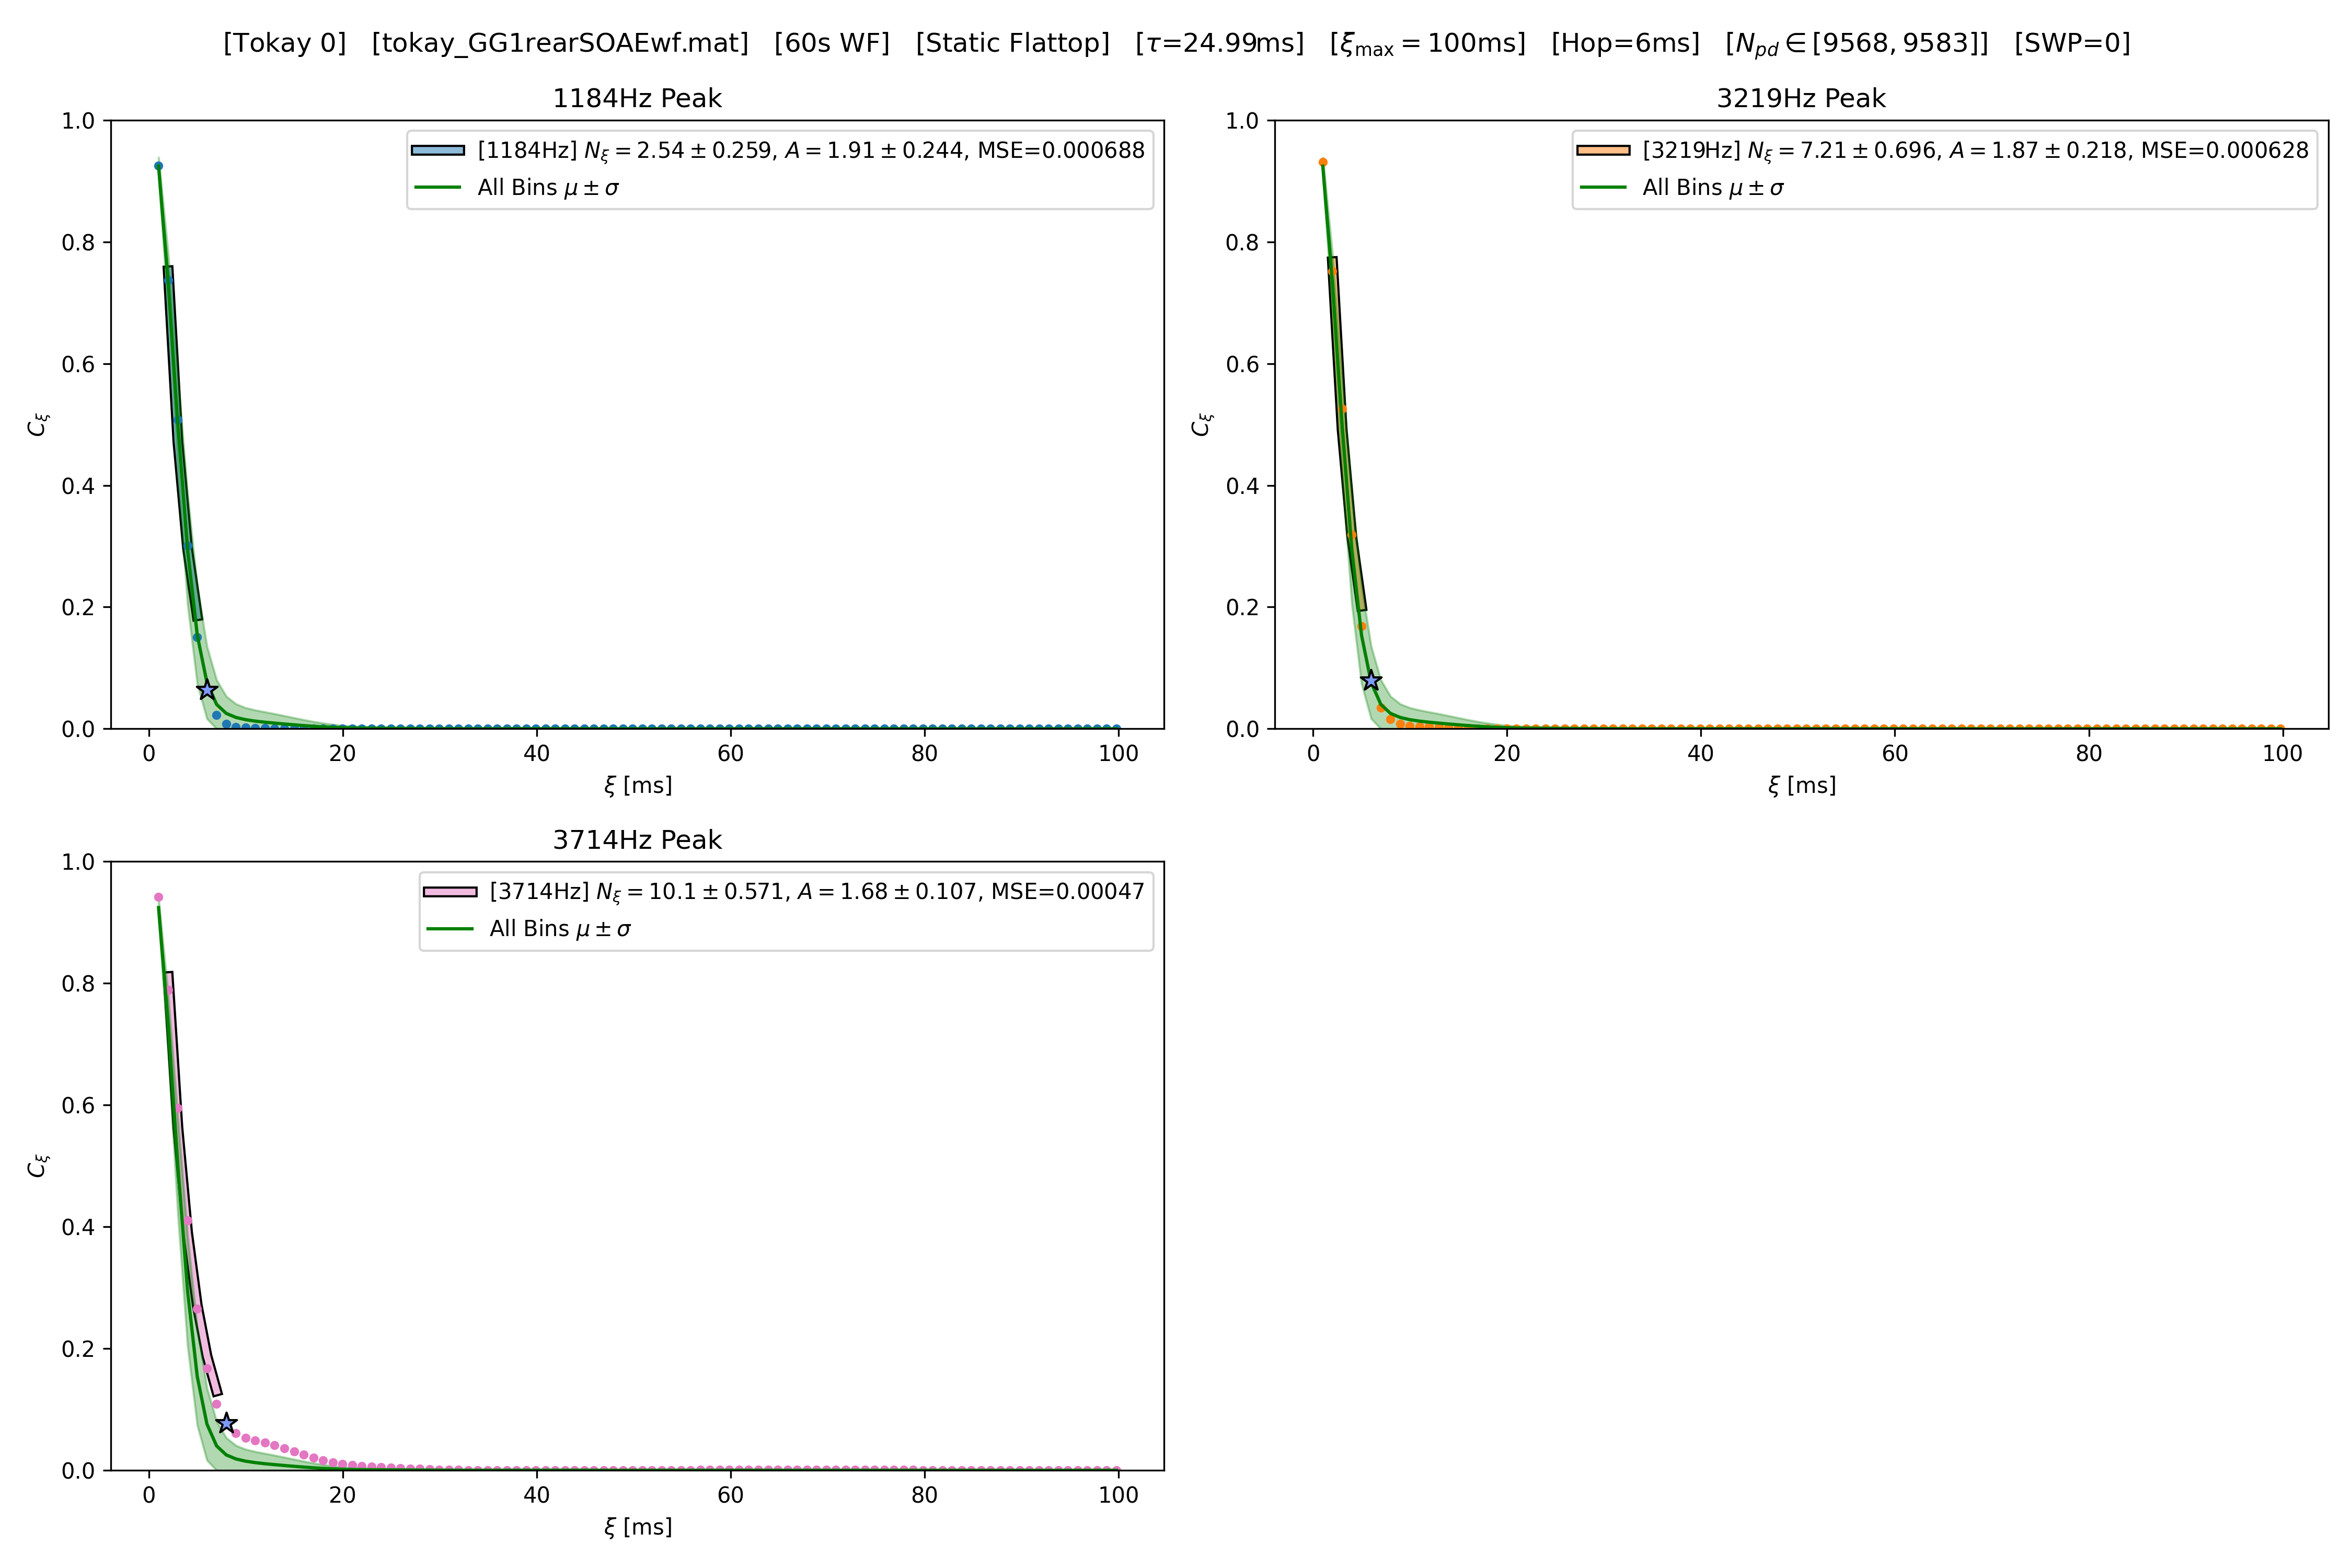 [Tokay 0] [tokay_GG1rearSOAEwf.mat] [60s WF] [Static Flattop] [τ=24.99ms] [ξmax = 100ms] [Hop=6ms] [Npd ∈ [9568, 9583]] [SWP=0]
1184Hz Peak
[1184Hz] Nξ = 2.54 ± 0.259, A = 1.91 ± 0.244, MSE=0.000688
All Bins μ ± σ
1.0
0.8
0.6
0.4
0.2
0.0
Cξ
0 20 40 60 80 100
ξ [ms]
3219Hz Peak
[3219Hz] Nξ = 7.21 ± 0.696, A = 1.87 ± 0.218, MSE=0.000628
All Bins μ ± σ
1.0
0.8
0.6
0.4
0.2
0.0
Cξ
0 20 40 60 80 100
ξ [ms]
3714Hz Peak
[3714Hz] Nξ = 10.1 ± 0.571, A = 1.68 ± 0.107, MSE=0.00047
All Bins μ ± σ
1.0
0.8
0.6
0.4
0.2
0.0
Cξ
0 20 40 60 80 100
ξ [ms]